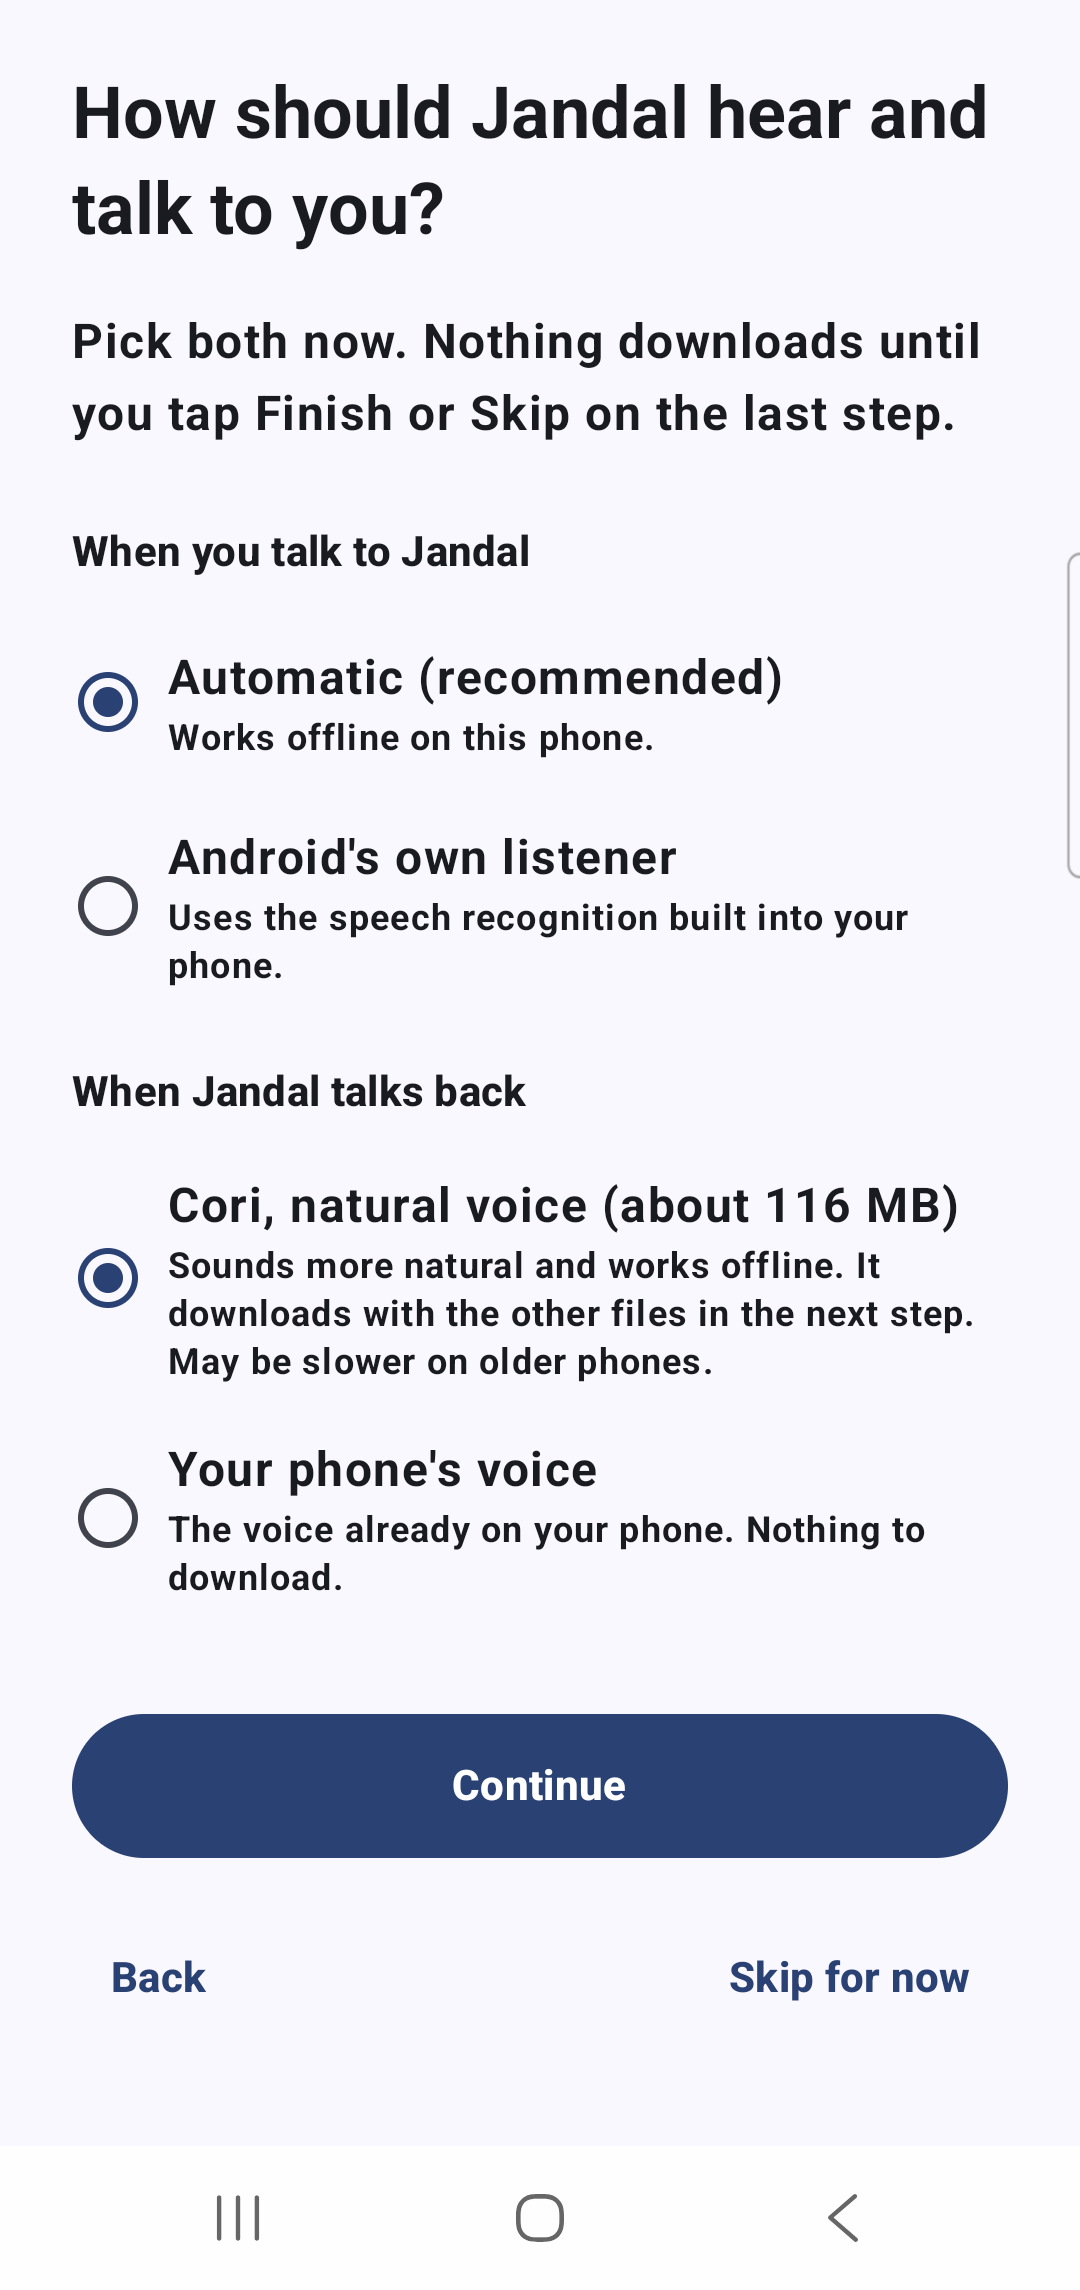 How should Jandal hear and
talk to you?
Pick both now. Nothing downloads until
you tap Finish or Skip on the last step.
When you talk to Jandal
Automatic (recommended)
Works offline on this phone.
Android's own listener
Uses the speech recognition built into your
phone.
When Jandal talks back
Cori, natural voice (about 116 MB)
Sounds more natural and works offline. It
downloads with the other files in the next step.
May be slower on older phones.
Your phone's voice
The voice already on your phone. Nothing to
download.
Continue
Back
Skip for now